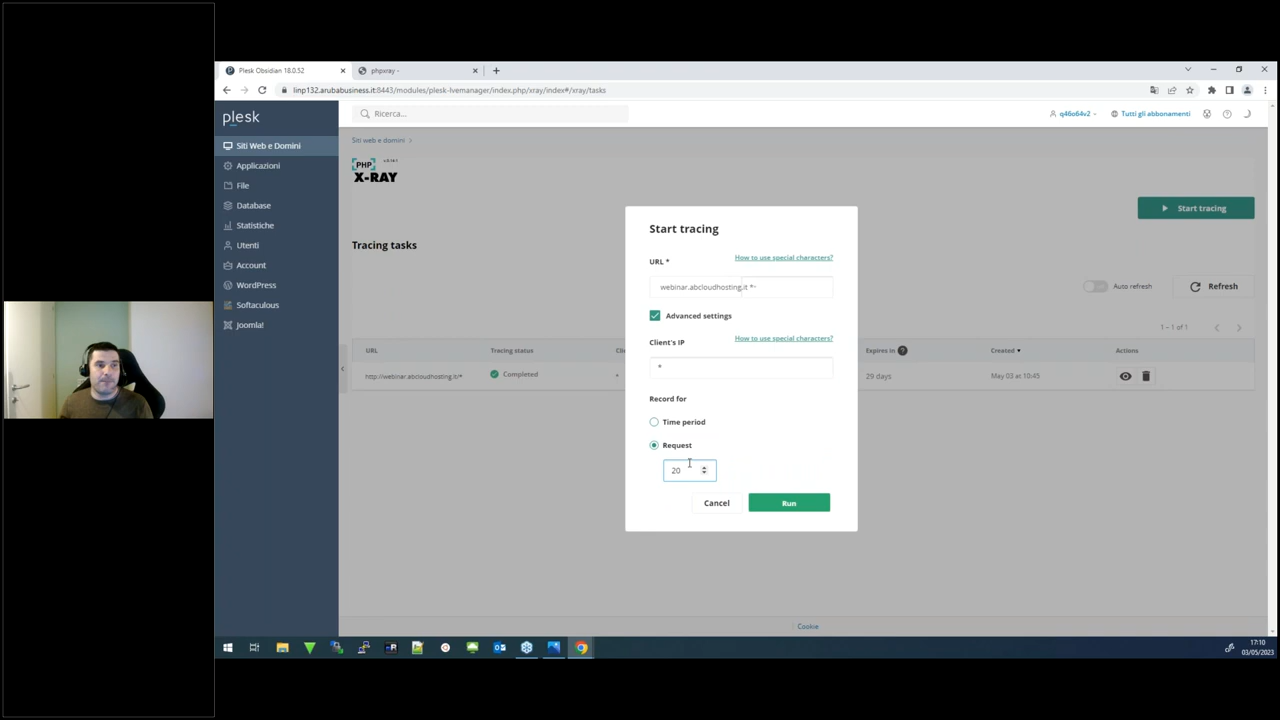 Plesk Obsidian 18.0.52
phpxray -
linp132.arubabusiness.it:8443/modules/plesk-lvemanager/index.php/xray/index#/xray/tasks
plesk
Ricerca...
q46o64v2
Tutti gli abbonamenti
Siti Web e Domini
Applicazioni
File
Database
Statistiche
Utenti
Account
WordPress
Softaculous
Joomla!
Siti web e domini
PHP
X-RAY
Start tracing
Tracing tasks
Auto refresh
Refresh
1 – 1 of 1
URL
Tracing status
Expires in
Created
Actions
http://webinar.abcloudhosting.it/*
Completed
*
29 days
May 03 at 10:45
Start tracing
URL *
How to use special characters?
webinar.abcloudhosting.it
Advanced settings
Client's IP
How to use special characters?
*
Record for
Time period
Request
20
Cancel
Run
Cookie
17:10
03/05/2023